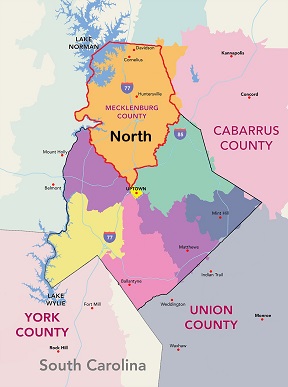 LAKE
NORMAN
Davidson
Cornelius
Kannapolis
77
Huntersville
Concord
MECKLENBURG
COUNTY
North
85
CABARRUS
COUNTY
Mount Holly
Belmont
UPTOWN
Mint Hill
77
Matthews
Indian Trail
Ballantyne
LAKE
WYLIE
Weddington
YORK
COUNTY
Fort Mill
UNION
COUNTY
Monroe
Rock Hill
Waxhaw
South Carolina